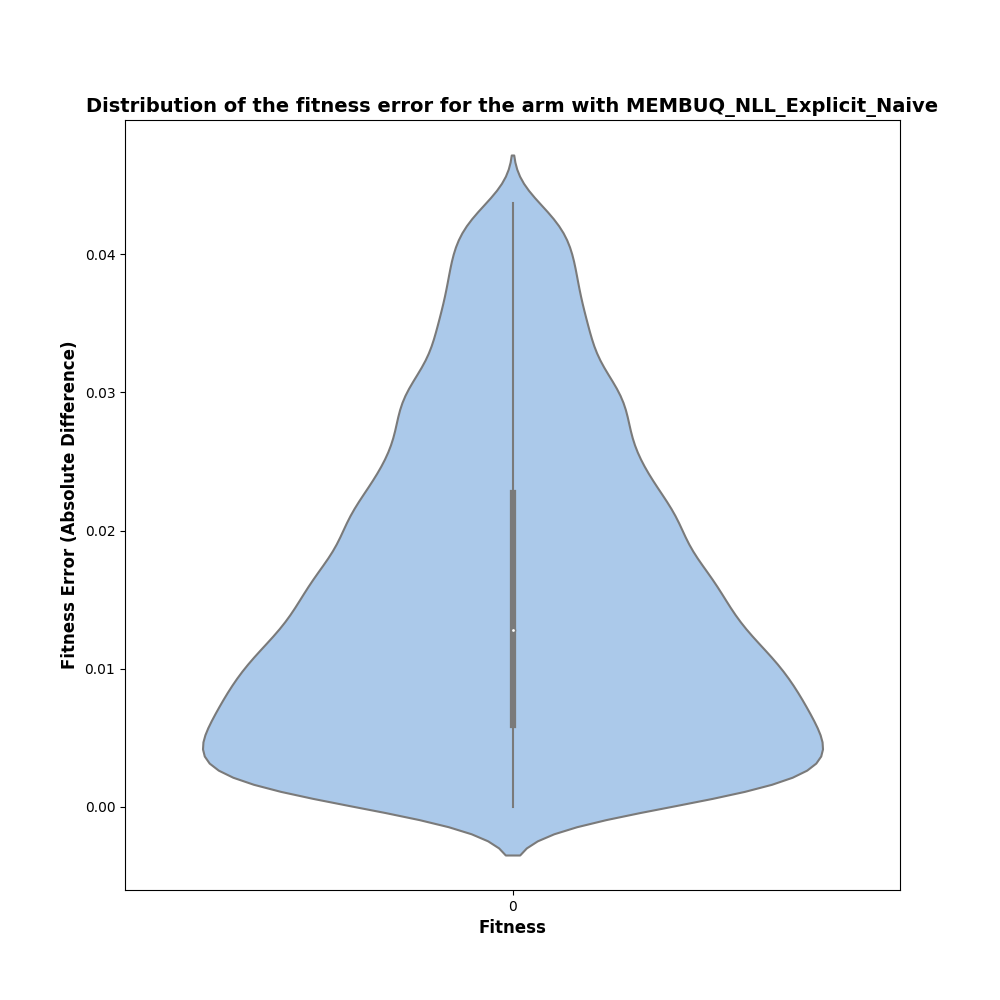 Distribution of the fitness error for the arm with MEMBUQ_NLL_Explicit_Naive
Fitness Error (Absolute Difference)
0.04
0.03
0.02
0.01
0.00
0
Fitness